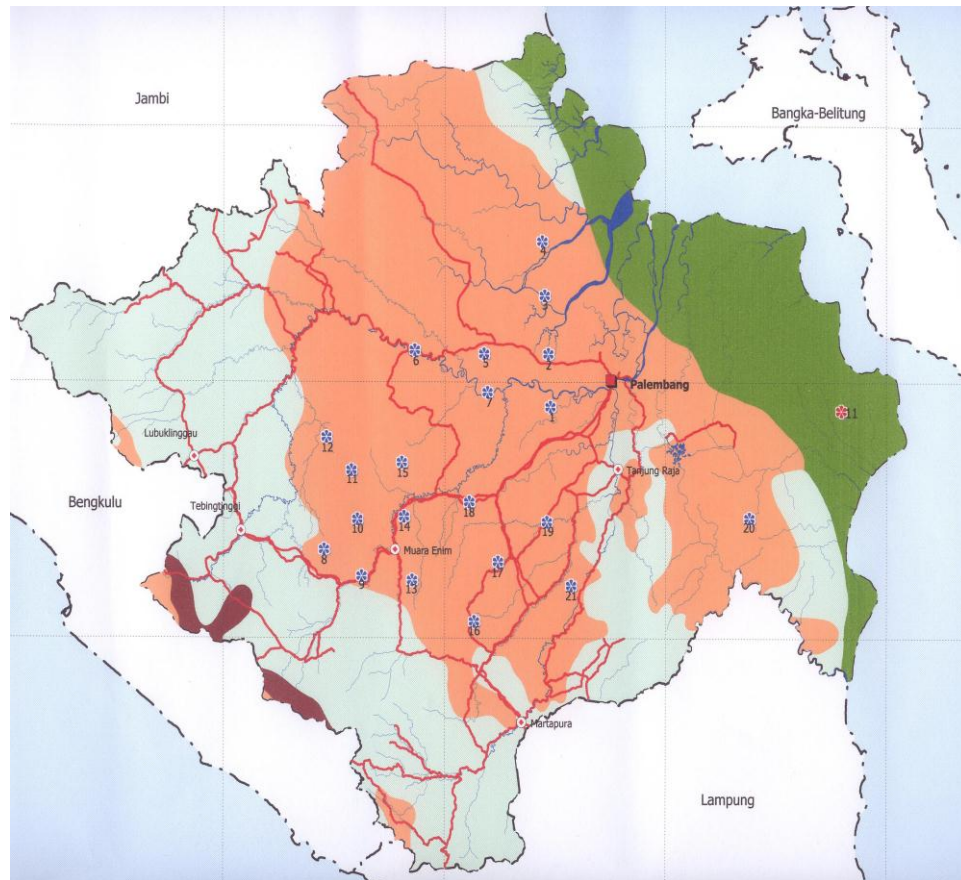 Jambi
Bangka-Belitung
4
3
6
5
2
7
Palembang
1
11
Lubuklinggau
12
15
11
Tanjung Raja
Bengkulu
Tebingtinggi
18
10
14
19
20
Muara Enim
8
17
9
13
21
16
Martapura
Lampung